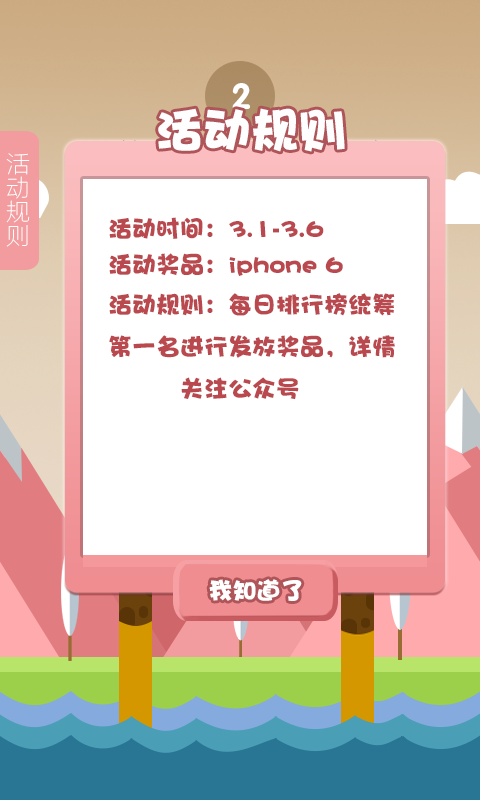 2
活动规则
活动规则
活动时间：3.1-3.6
活动奖品：iphone 6
活动规则：每日排行榜统筹
第一名进行发放奖品，详情
关注公众号
我知道了